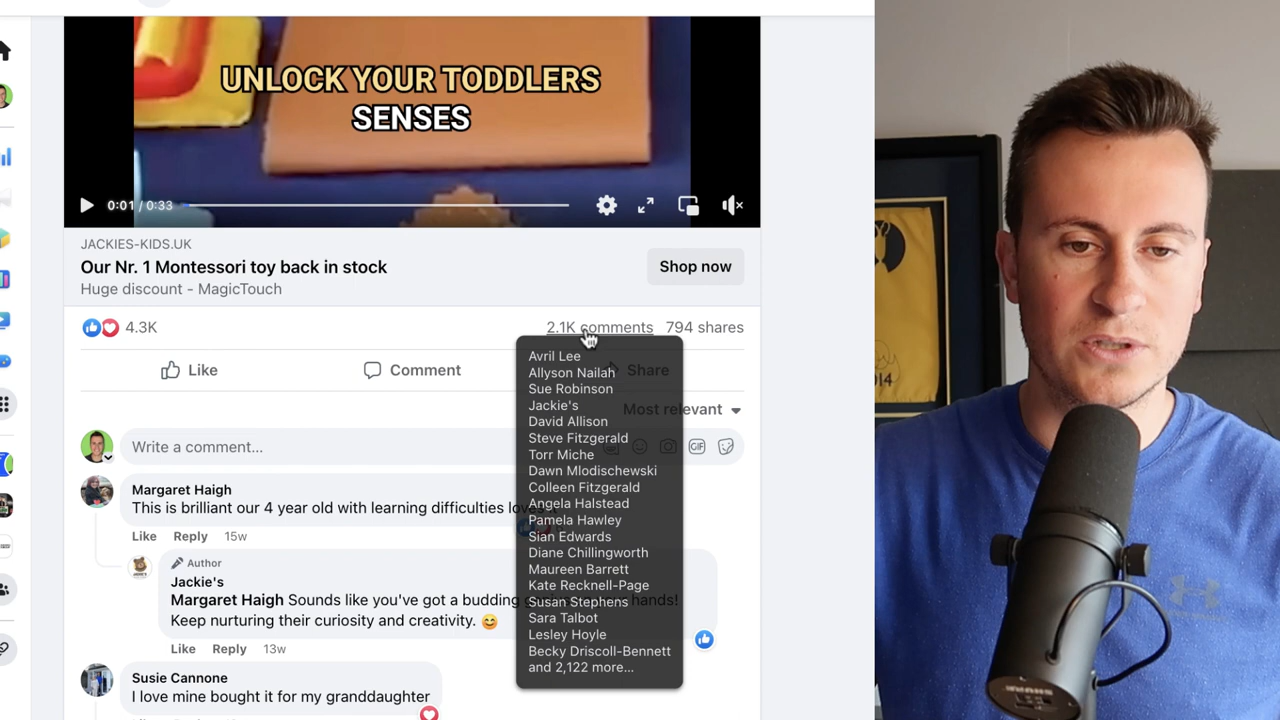 UNLOCK YOUR TODDLERS
SENSES
0:01 / 0:33
JACKIES-KIDS.UK
Our Nr. 1 Montessori toy back in stock
Shop now
Huge discount - MagicTouch
4.3K
2.1K comments 794 shares
Like
Comment
Share
Most relevant
Write a comment...
GIF
Avril Lee
Allyson Nailah
Sue Robinson
Jackie's
David Allison
Steve Fitzgerald
Torr Miche
Dawn Mlodischewski
Colleen Fitzgerald
Angela Halstead
Pamela Hawley
Sian Edwards
Diane Chillingworth
Maureen Barrett
Kate Recknell-Page
Susan Stephens
Sara Talbot
Lesley Hoyle
Becky Driscoll-Bennett
and 2,122 more...
Margaret Haigh
This is brilliant our 4 year old with learning difficulties
Like Reply 15w
Author
Jackie's
Margaret Haigh Sounds like you've got a budding hands!
Keep nurturing their curiosity and creativity. 😊
Like Reply 13w
Susie Cannone
I love mine bought it for my granddaughter
014